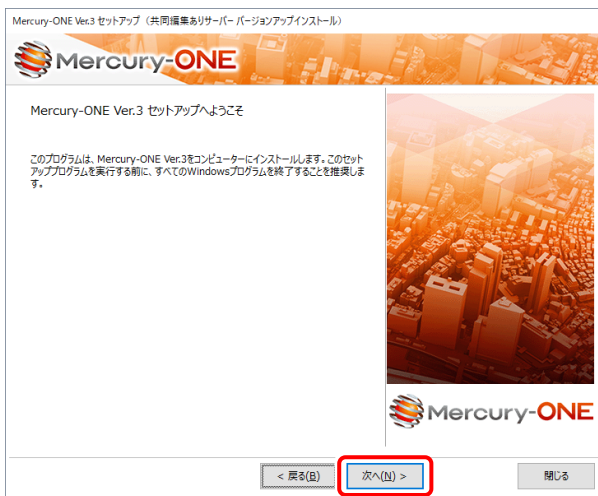 Mercury-ONE Ver.3 セットアップ（共同編集ありサーバー バージョンアップインストール）
Mercury-ONE
Mercury-ONE Ver.3 セットアップへようこそ
このプログラムは、Mercury-ONE Ver.3をコンピューターにインストールします。このセット
アッププログラムを実行する前に、すべてのWindowsプログラムを終了することを推奨しま
す。
Mercury-ONE
< 戻る(B)
次へ(N) >
閉じる